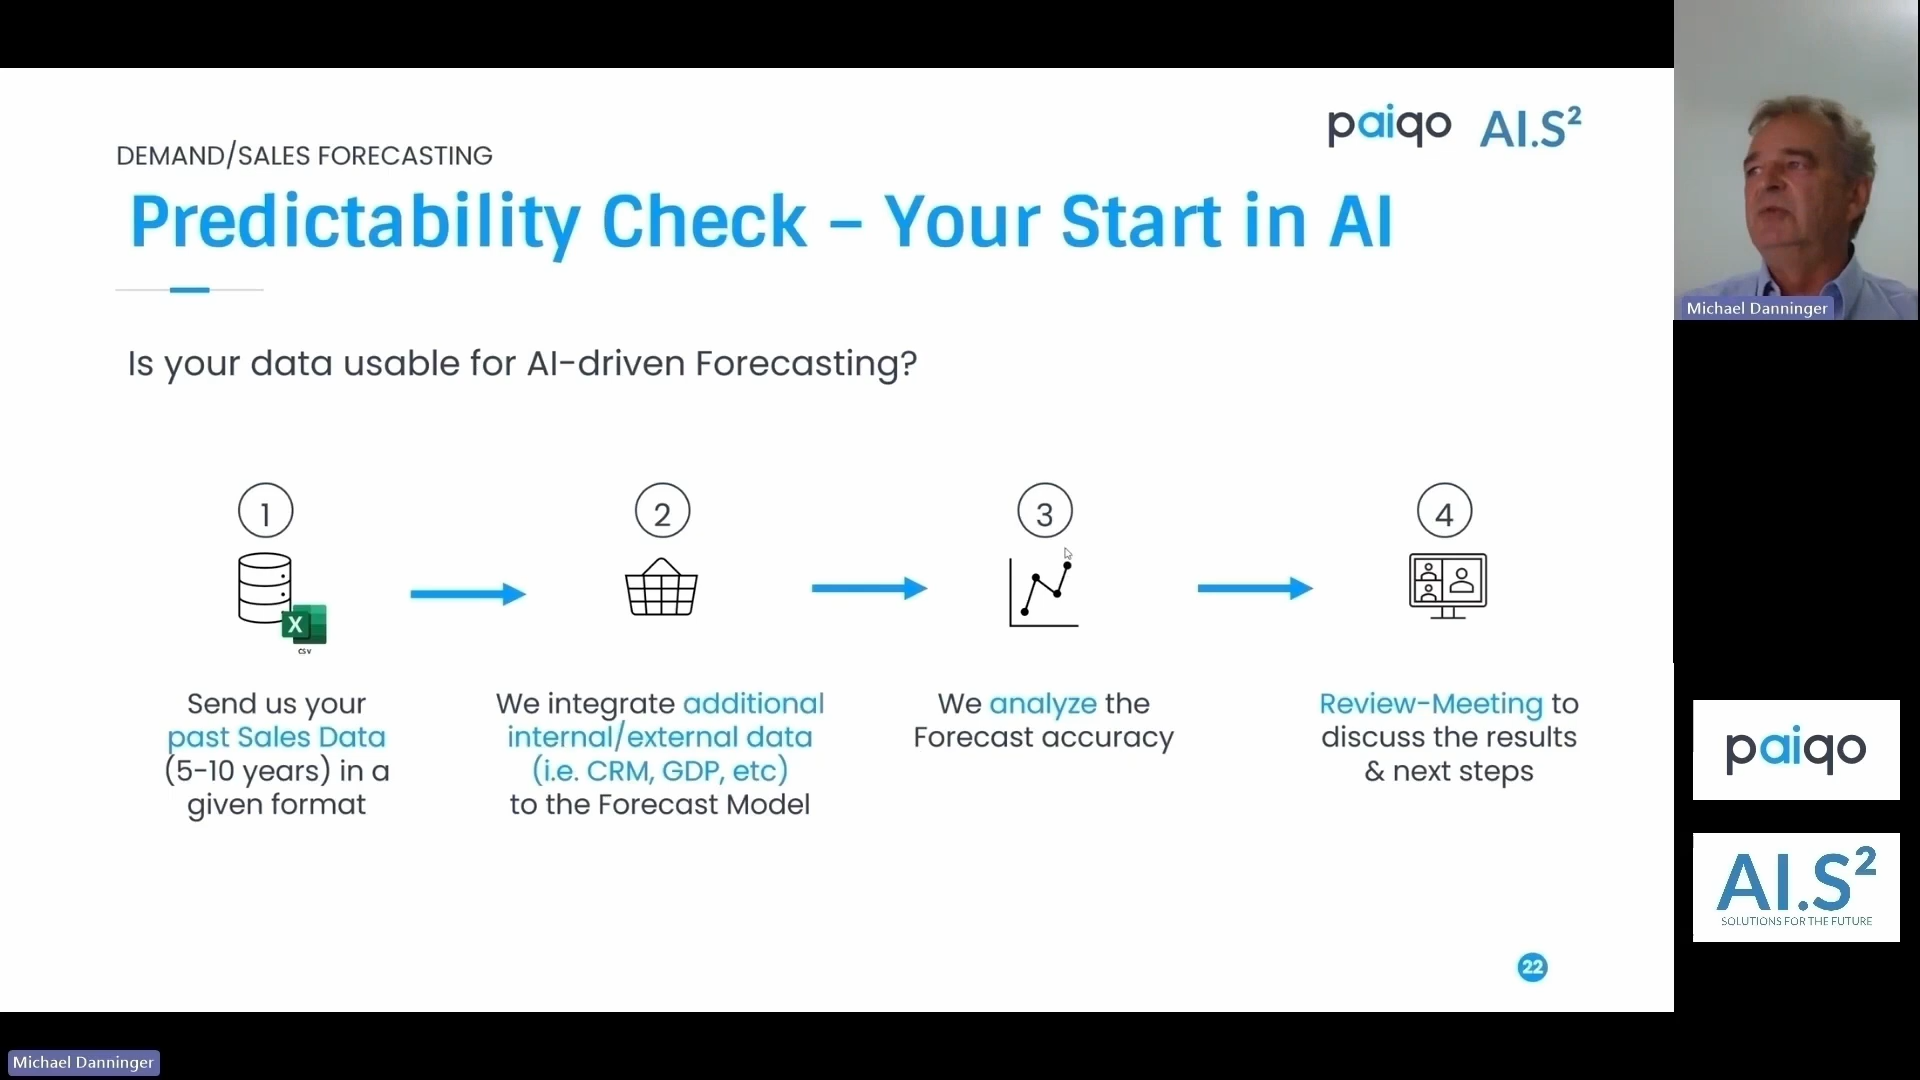 paiqo AI.S²
DEMAND/SALES FORECASTING
Predictability Check – Your Start in AI
Is your data usable for AI-driven Forecasting?
1
X
CSV
Send us your
past Sales Data
(5-10 years) in a
given format
2
We integrate additional
internal/external data
(i.e. CRM, GDP, etc)
to the Forecast Model
3
We analyze the
Forecast accuracy
4
Review-Meeting to
discuss the results
& next steps
22
Michael Danninger
paiqo
AI.S²
SOLUTIONS FOR THE FUTURE
Michael Danninger